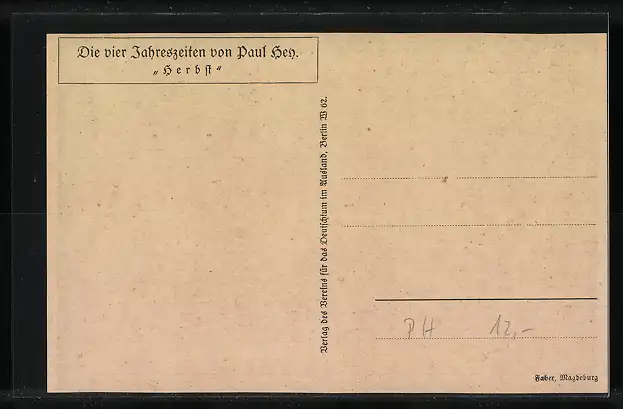 Die vier Jahreszeiten von Paul Hey.
„Herbst“
Verlag des Vereins für das Deutschtum im Ausland, Berlin W 62.
PH 12,-
Faber, Magdeburg